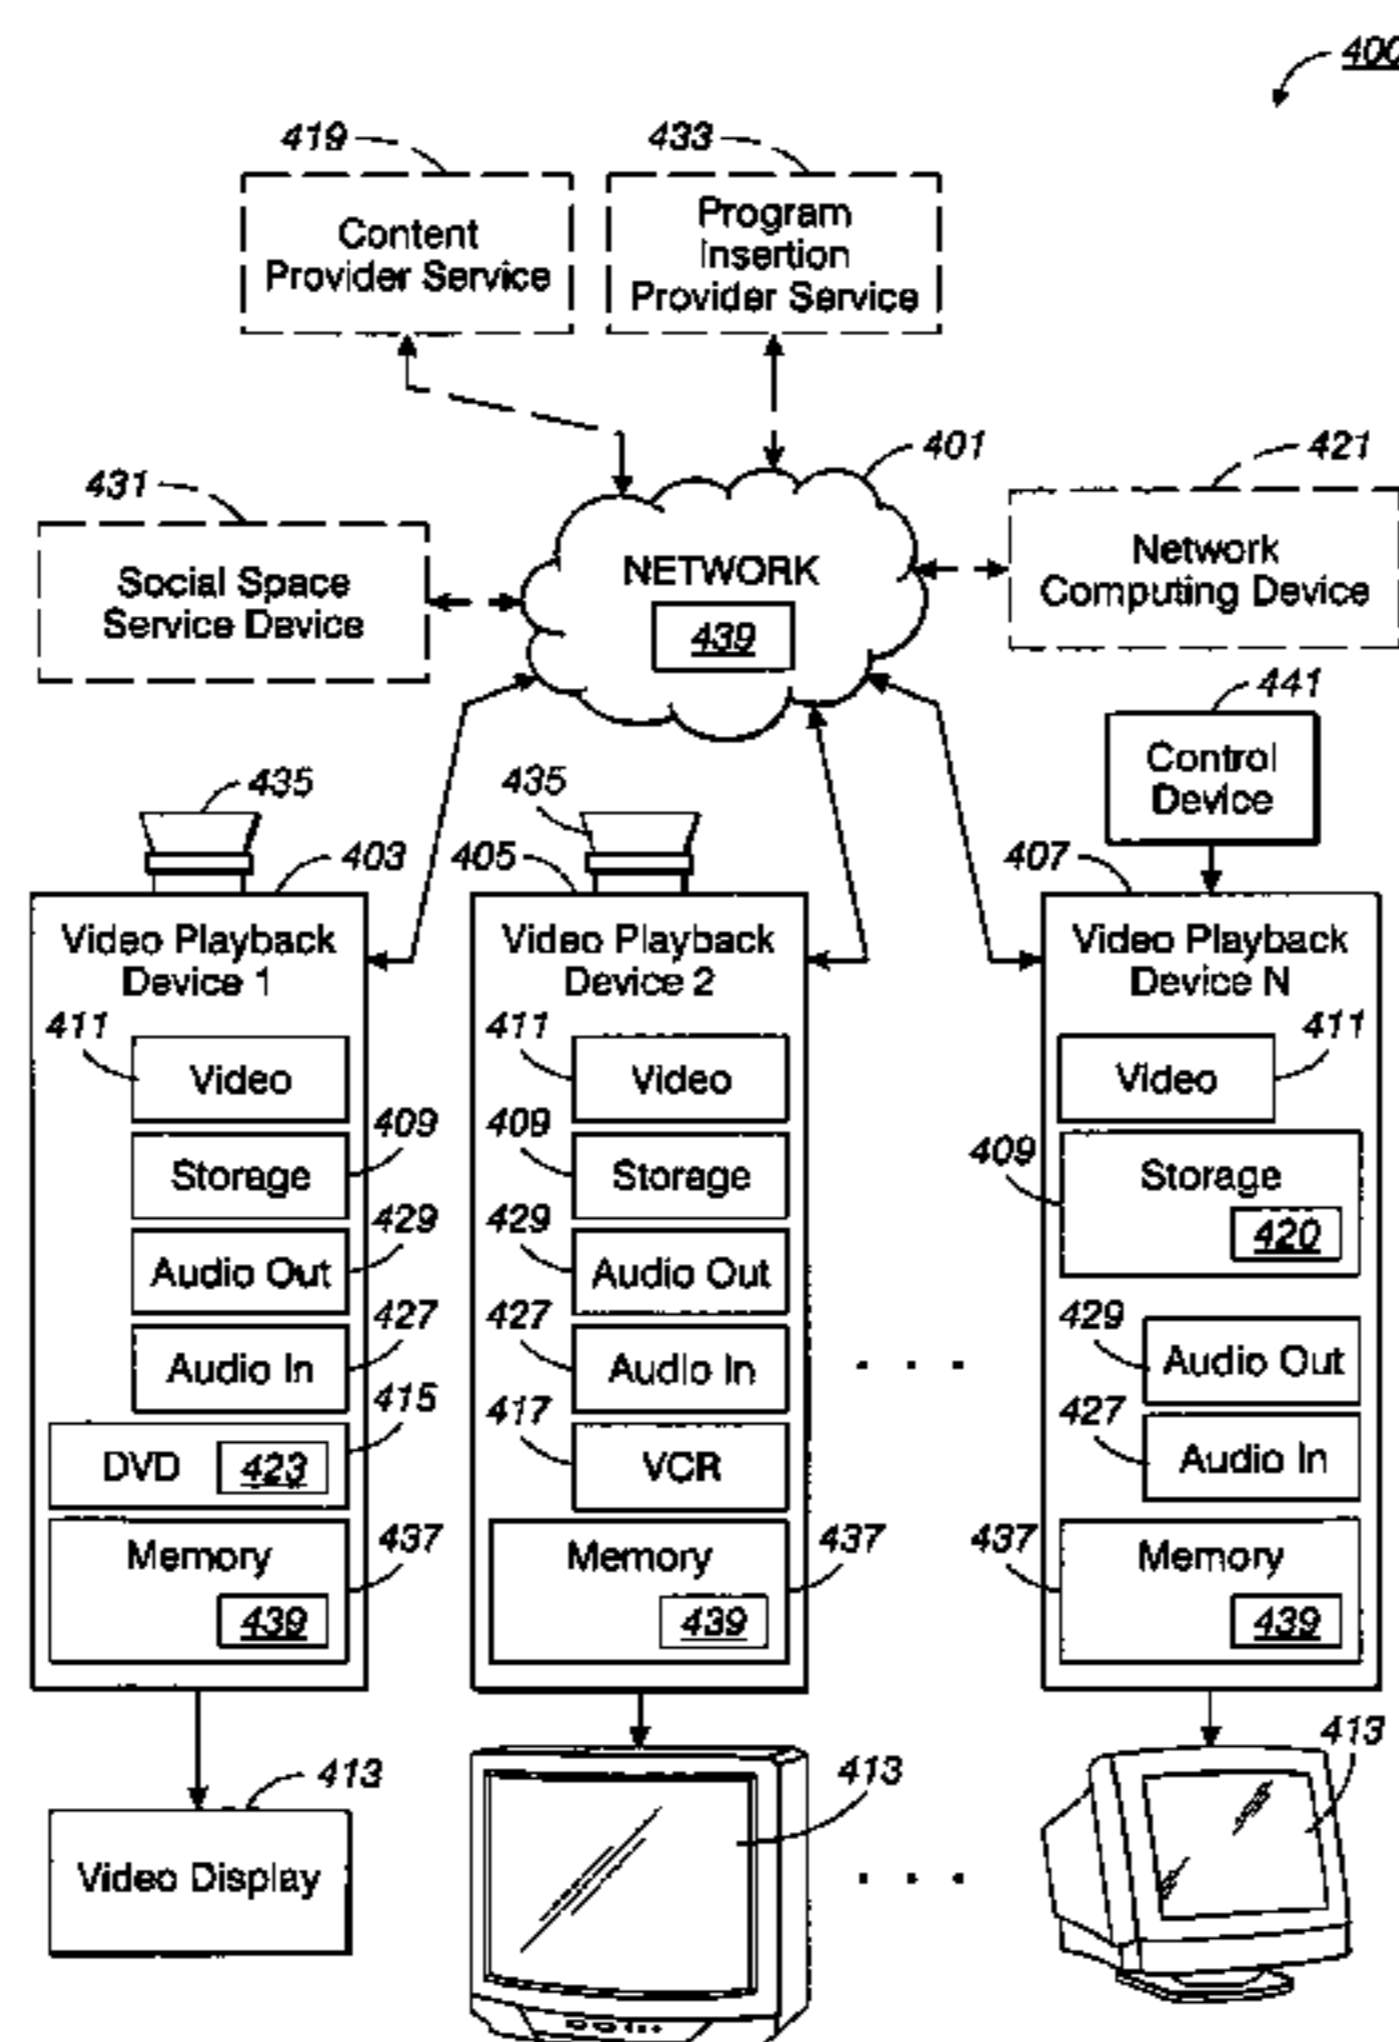 400
419
433
Content
Provider Service
Program
Insertion
Provider Service
401
421
431
Social Space
Service Device
NETWORK
439
Network
Computing Device
441
Control
Device
435
435
403
405
407
Video Playback
Device 1
411
Video
409
Storage
429
Audio Out
427
Audio In
415
DVD
423
Memory
437
439
Video Playback
Device 2
411
Video
409
Storage
429
Audio Out
427
Audio In
417
VCR
Memory
437
439
. . .
Video Playback
Device N
411
Video
409
Storage
420
429
Audio Out
427
Audio In
437
Memory
439
413
Video Display
413
. . .
413